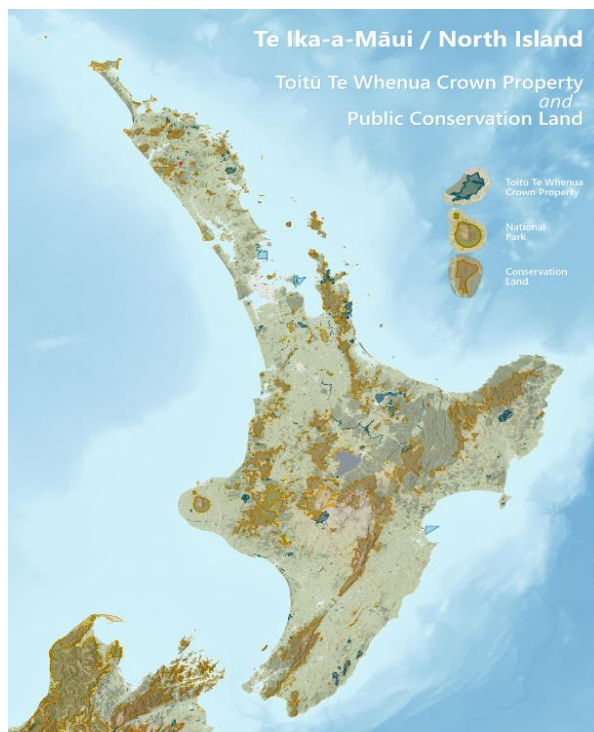 Te Ika-a-Māui / North Island
Toitū Te Whenua Crown Property
and
Public Conservation Land
Toitū Te Whenua
Crown Property
National
Park
Conservation
Land